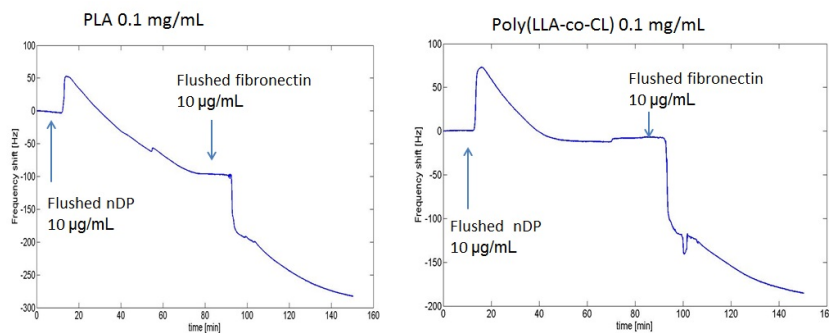 PLA 0.1 mg/mL
100
50
0
-50
-100
-150
-200
-250
-300
0 20 40 60 80 100 120 140 160
Frequency shift [Hz]
time [min]
Flushed fibronectin
10 µg/mL
Flushed nDP
10 µg/mL
Poly(LLA-co-CL) 0.1 mg/mL
100
50
0
-50
-100
-150
-200
0 20 40 60 80 100 120 140 160
Frequency shift [Hz]
time [min]
Flushed fibronectin
10 µg/mL
Flushed nDP
10 µg/mL